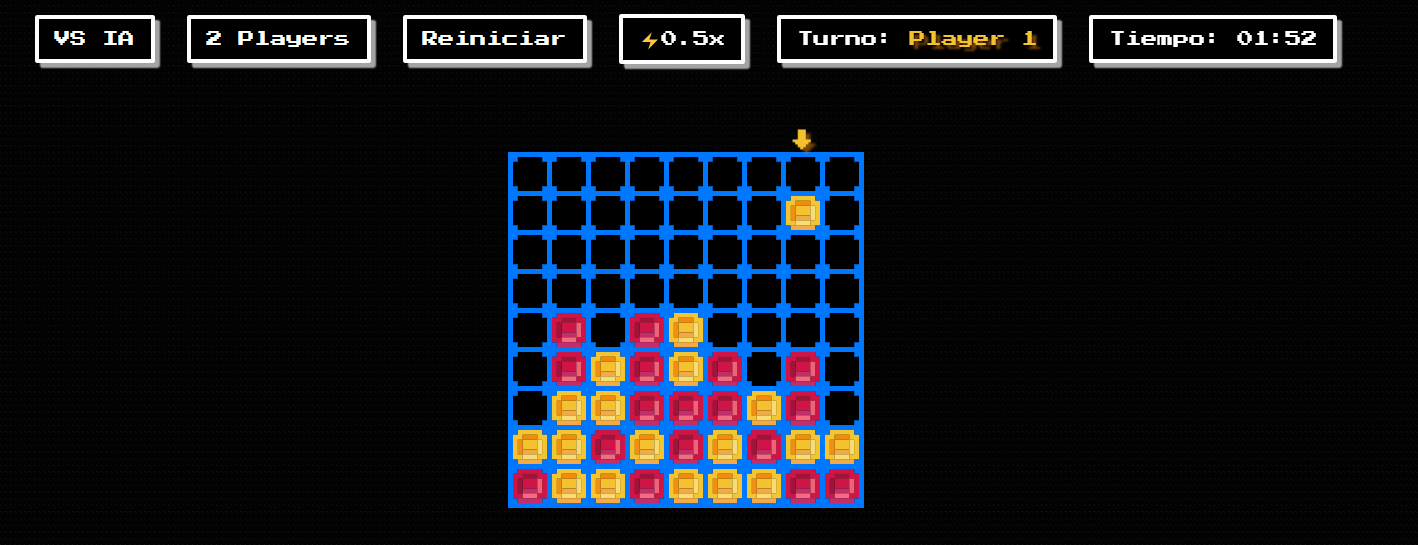 VS IA
2 Players
Reiniciar
⚡0.5x
Turno: Player 1
Tiempo: 01:52